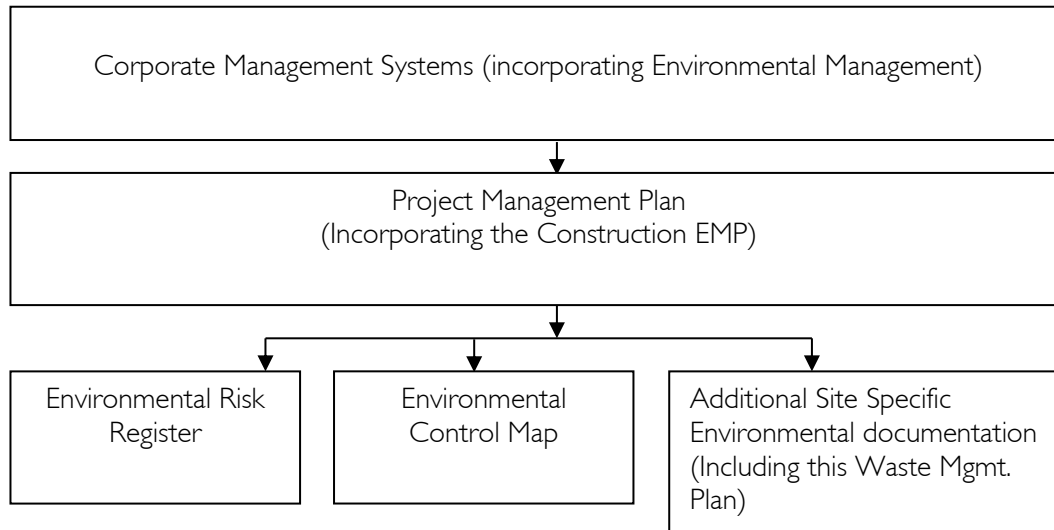 Corporate Management Systems (incorporating Environmental Management)
Project Management Plan
(Incorporating the Construction EMP)
Environmental Risk
Register
Environmental
Control Map
Additional Site Specific
Environmental documentation
(Including this Waste Mgmt.
Plan)